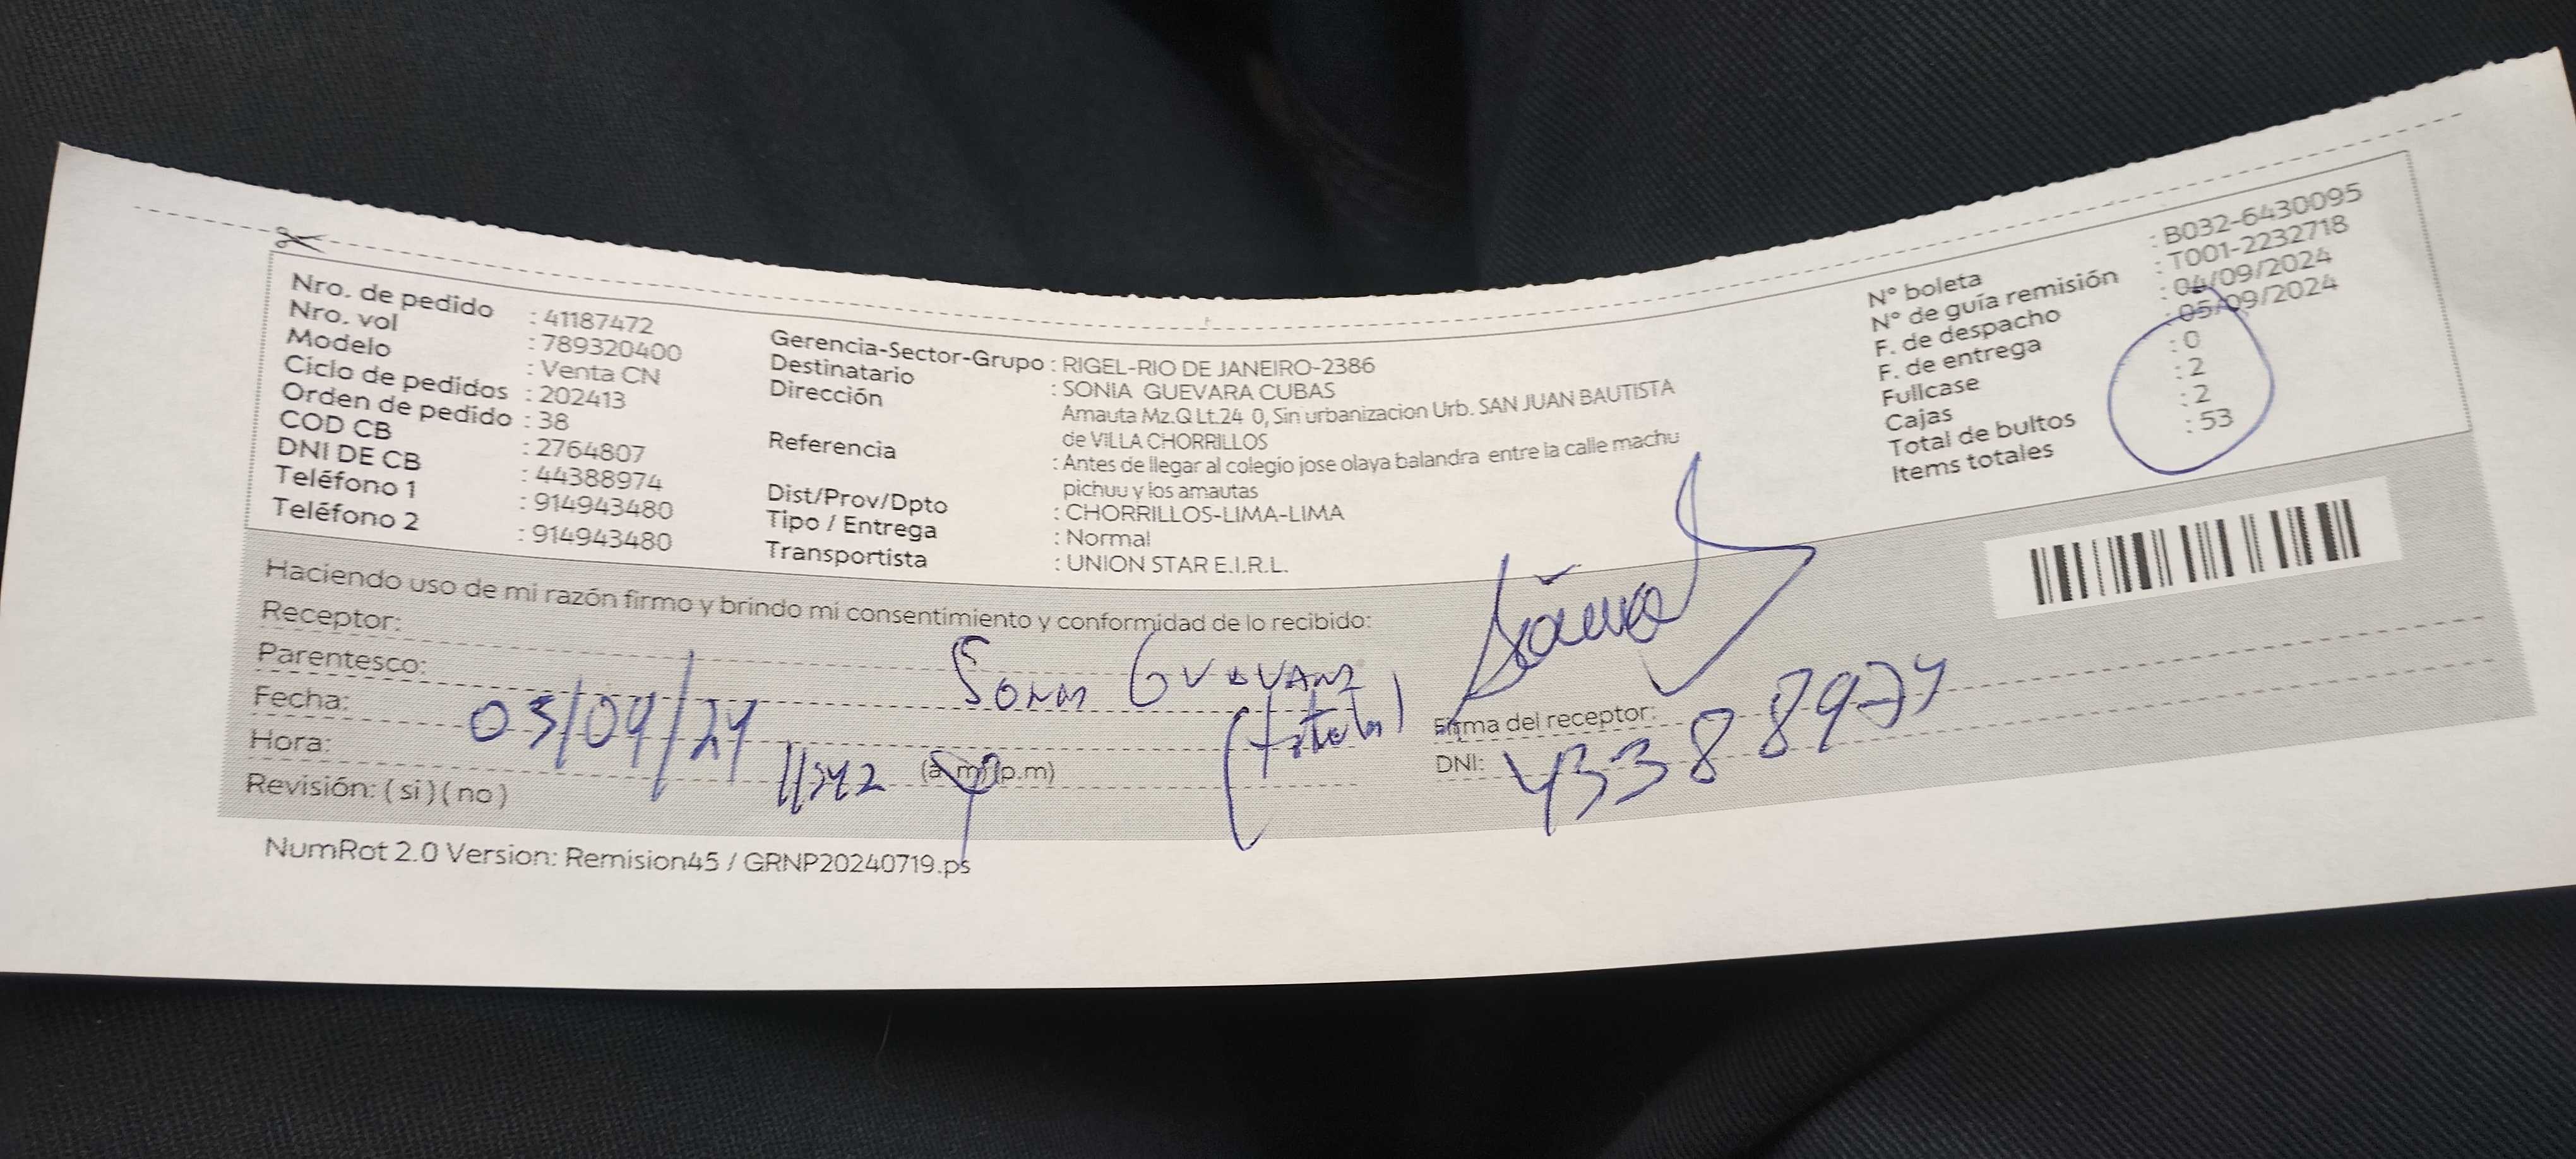 Nro. de pedido : 41187472
Nro. vol : 789320400
Modelo : Venta CN
Ciclo de pedidos : 202413
Orden de pedido : 38
COD CB : 2764807
DNI DE CB : 44388974
Teléfono 1 : 914943480
Teléfono 2 : 914943480
Gerencia-Sector-Grupo : RIGEL-RIO DE JANEIRO-2386
Destinatario : SONIA GUEVARA CUBAS
Dirección Amauta Mz.Q Lt.24 0, Sin urbanizacion Urb. SAN JUAN BAUTISTA
de VILLA CHORRILLOS
Referencia : Antes de llegar al colegio jose olaya balandra entre la calle machu
pichuu y los amautas
Dist/Prov/Dpto : CHORRILLOS-LIMA-LIMA
Tipo / Entrega : Normal
Transportista : UNION STAR E.I.R.L.
N° boleta : B032-6430095
N° de guía remisión : T001-2232718
F. de despacho : 04/09/2024
F. de entrega : 05/09/2024
Fullcase : 0
Cajas : 2
Total de bultos : 2
Items totales : 53
Haciendo uso de mi razón firmo y brindo mi consentimiento y conformidad de lo recibido:
Receptor:
Parentesco: (titular)
Fecha: 05/09/24
Hora: (a.m) (p.m)
Revisión: ( si ) ( no )
Firma del receptor:
DNI:
NumRot 2.0 Version: Remision45 / GRNP20240719.ps